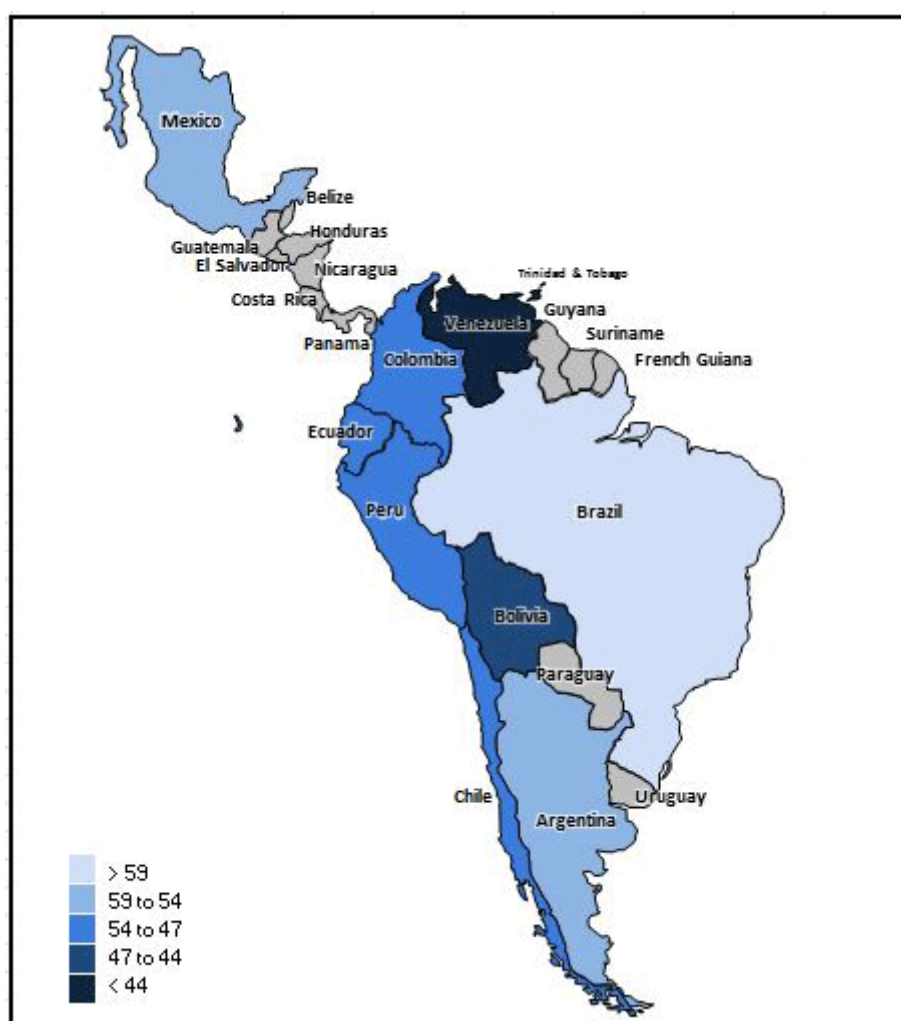 Mexico
Belize
Honduras
Guatemala
El Salvador
Nicaragua
Costa Rica
Panama
Trinidad & Tobago
Guyana
Venezuela
Suriname
Colombia
French Guiana
Ecuador
Peru
Brazil
Bolivia
Paraguay
Chile
Uruguay
Argentina
> 59
59 to 54
54 to 47
47 to 44
< 44